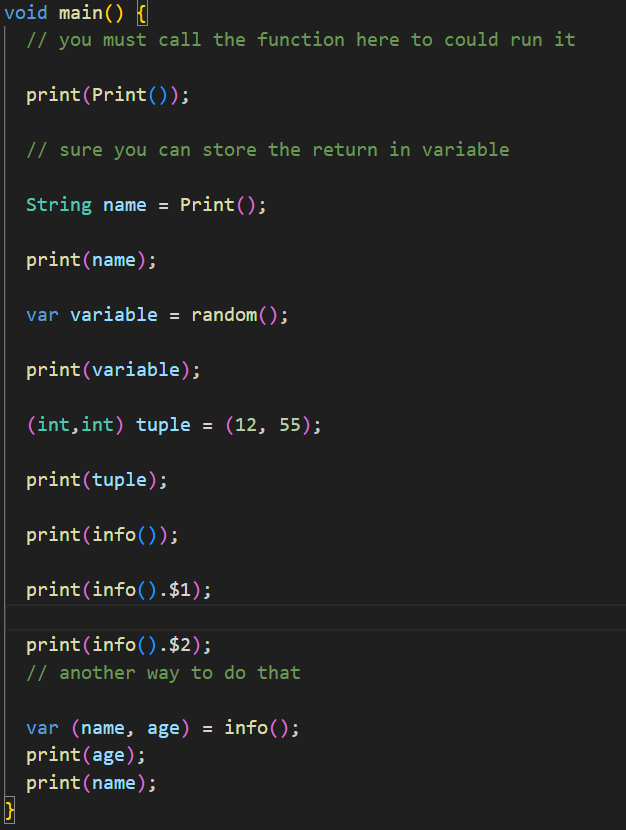 void main() {
// you must call the function here to could run it
print(Print());
// sure you can store the return in variable
String name = Print();
print(name);
var variable = random();
print(variable);
(int,int) tuple = (12, 55);
print(tuple);
print(info());
print(info().$1);
print(info().$2);
// another way to do that
var (name, age) = info();
print(age);
print(name);
}